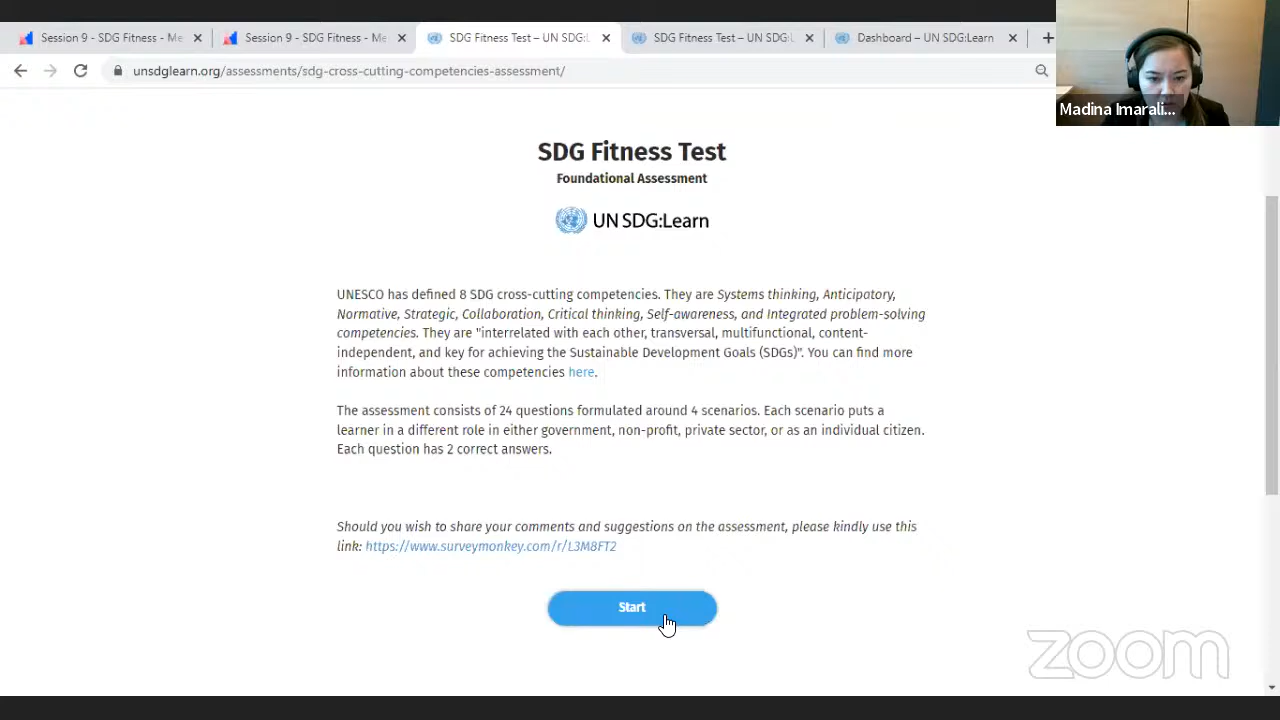 Session 9 - SDG Fitness - Me
Session 9 - SDG Fitness - Me
SDG Fitness Test – UN SDG:L
SDG Fitness Test – UN SDG:L
Dashboard – UN SDG:Learn
unsdglearn.org/assessments/sdg-cross-cutting-competencies-assessment/
Madina Imarali...
SDG Fitness Test
Foundational Assessment
UN SDG:Learn
UNESCO has defined 8 SDG cross-cutting competencies. They are Systems thinking, Anticipatory,
Normative, Strategic, Collaboration, Critical thinking, Self-awareness, and Integrated problem-solving
competencies. They are "interrelated with each other, transversal, multifunctional, content-
independent, and key for achieving the Sustainable Development Goals (SDGs)". You can find more
information about these competencies here.
The assessment consists of 24 questions formulated around 4 scenarios. Each scenario puts a
learner in a different role in either government, non-profit, private sector, or as an individual citizen.
Each question has 2 correct answers.
Should you wish to share your comments and suggestions on the assessment, please kindly use this
link: https://www.surveymonkey.com/r/L3M8FT2
Start
zoom